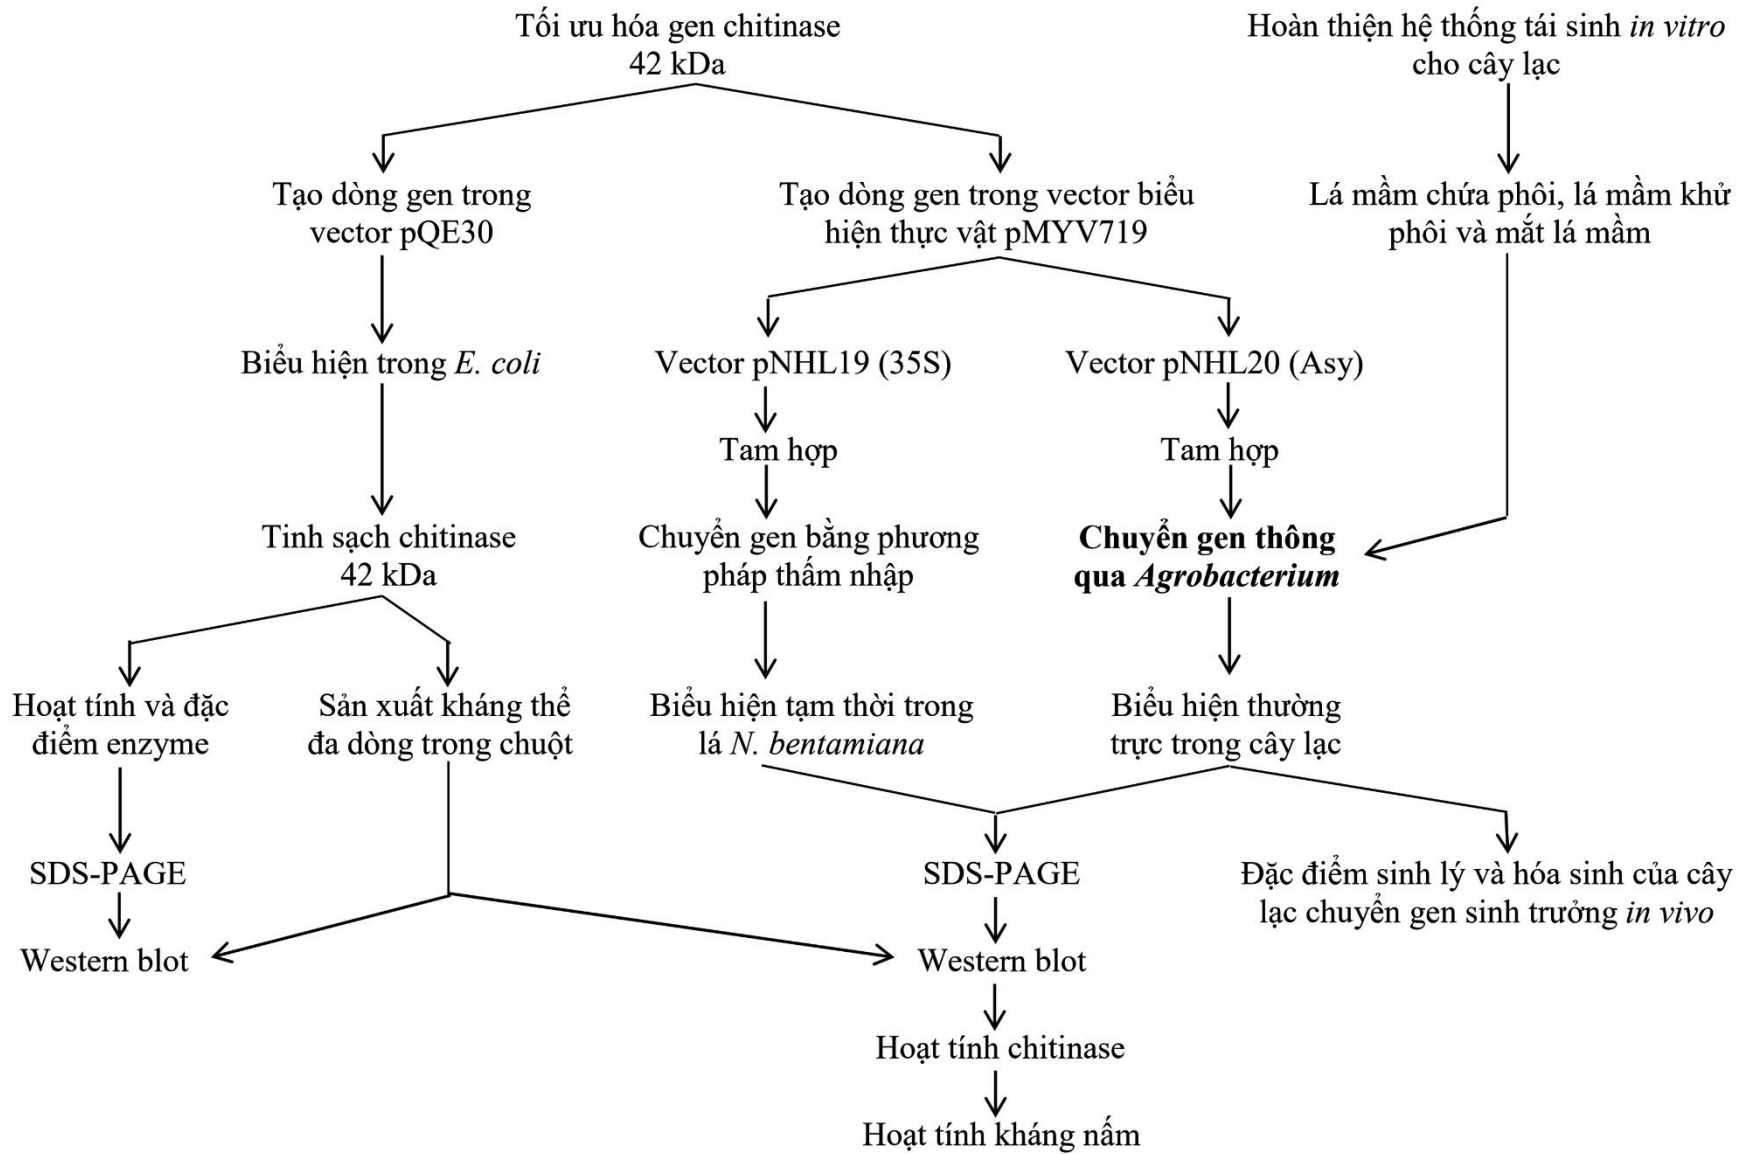 Tối ưu hóa gen chitinase
42 kDa
Hoàn thiện hệ thống tái sinh in vitro
cho cây lạc
Tạo dòng gen trong
vector pQE30
Tạo dòng gen trong vector biểu
hiện thực vật pMYV719
Lá mầm chứa phôi, lá mầm khử
phôi và mắt lá mầm
Biểu hiện trong E. coli
Vector pNHL19 (35S)
Vector pNHL20 (Asy)
Tam hợp
Tam hợp
Tinh sạch chitinase
42 kDa
Chuyển gen bằng phương
pháp thấm nhập
Chuyển gen thông
qua Agrobacterium
Hoạt tính và đặc
điểm enzyme
Sản xuất kháng thể
đa dòng trong chuột
Biểu hiện tạm thời trong
lá N. bentamiana
Biểu hiện thường
trực trong cây lạc
SDS-PAGE
SDS-PAGE
Đặc điểm sinh lý và hóa sinh của cây
lạc chuyển gen sinh trưởng in vivo
Western blot
Western blot
Hoạt tính chitinase
Hoạt tính kháng nấm